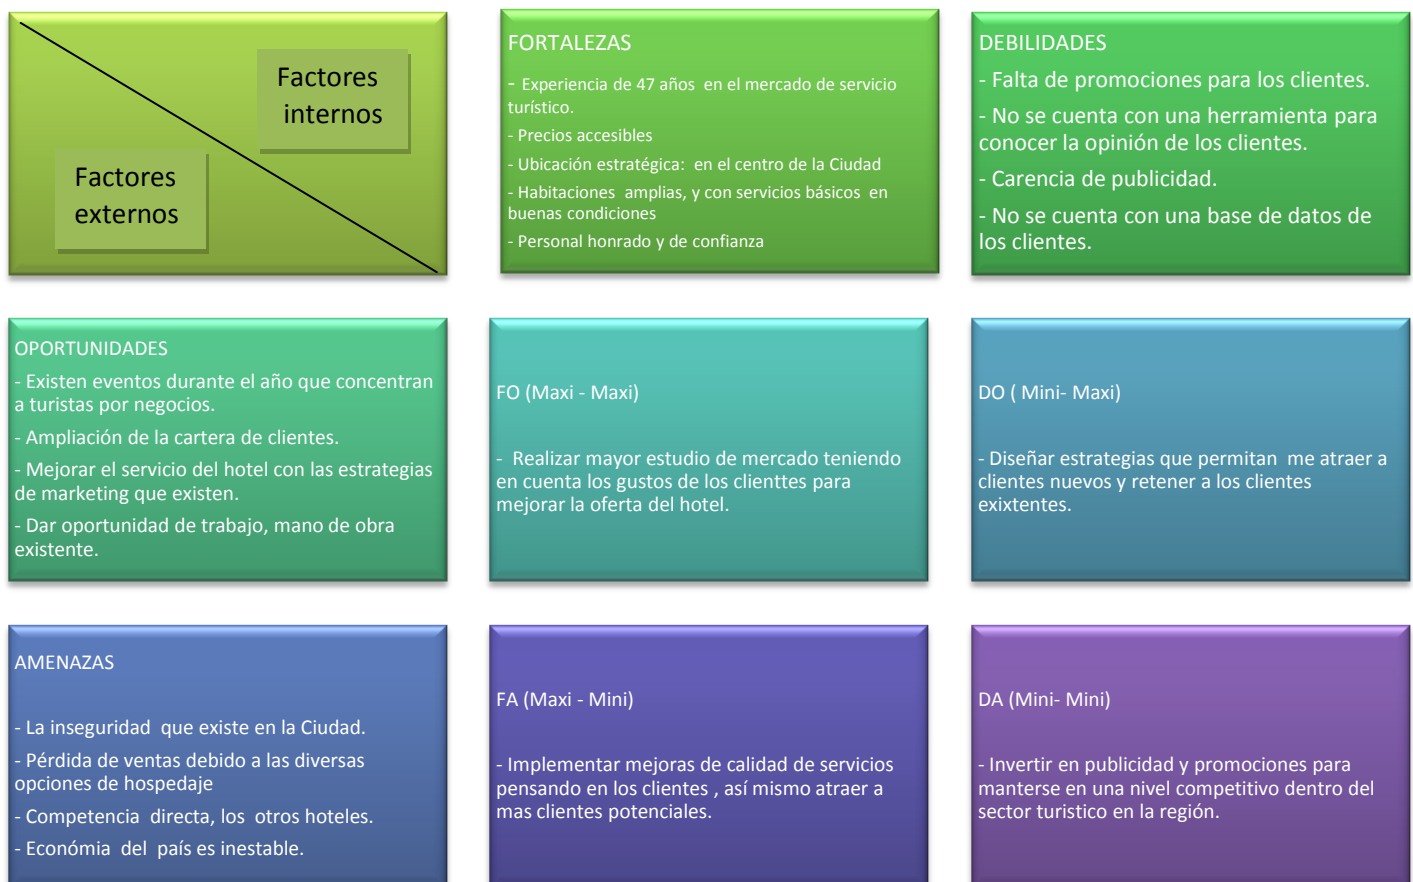 Factores
internos
Factores
externos
FORTALEZAS
- Experiencia de 47 años en el mercado de servicio
turístico.
- Precios accesibles
- Ubicación estratégica: en el centro de la Ciudad
- Habitaciones amplias, y con servicios básicos en
buenas condiciones
- Personal honrado y de confianza
DEBILIDADES
- Falta de promociones para los clientes.
- No se cuenta con una herramienta para
conocer la opinión de los clientes.
- Carencia de publicidad.
- No se cuenta con una base de datos de
los clientes.
OPORTUNIDADES
- Existen eventos durante el año que concentran
a turistas por negocios.
- Ampliación de la cartera de clientes.
- Mejorar el servicio del hotel con las estrategias
de marketing que existen.
- Dar oportunidad de trabajo, mano de obra
existente.
FO (Maxi - Maxi)
- Realizar mayor estudio de mercado teniendo
en cuenta los gustos de los clienttes para
mejorar la oferta del hotel.
DO ( Mini- Maxi)
- Diseñar estrategias que permitan me atraer a
clientes nuevos y retener a los clientes
exixtentes.
AMENAZAS
- La inseguridad que existe en la Ciudad.
- Pérdida de ventas debido a las diversas
opciones de hospedaje
- Competencia directa, los otros hoteles.
- Económia del país es inestable.
FA (Maxi - Mini)
- Implementar mejoras de calidad de servicios
pensando en los clientes , así mismo atraer a
mas clientes potenciales.
DA (Mini- Mini)
- Invertir en publicidad y promociones para
manterse en una nivel competitivo dentro del
sector turistico en la región.